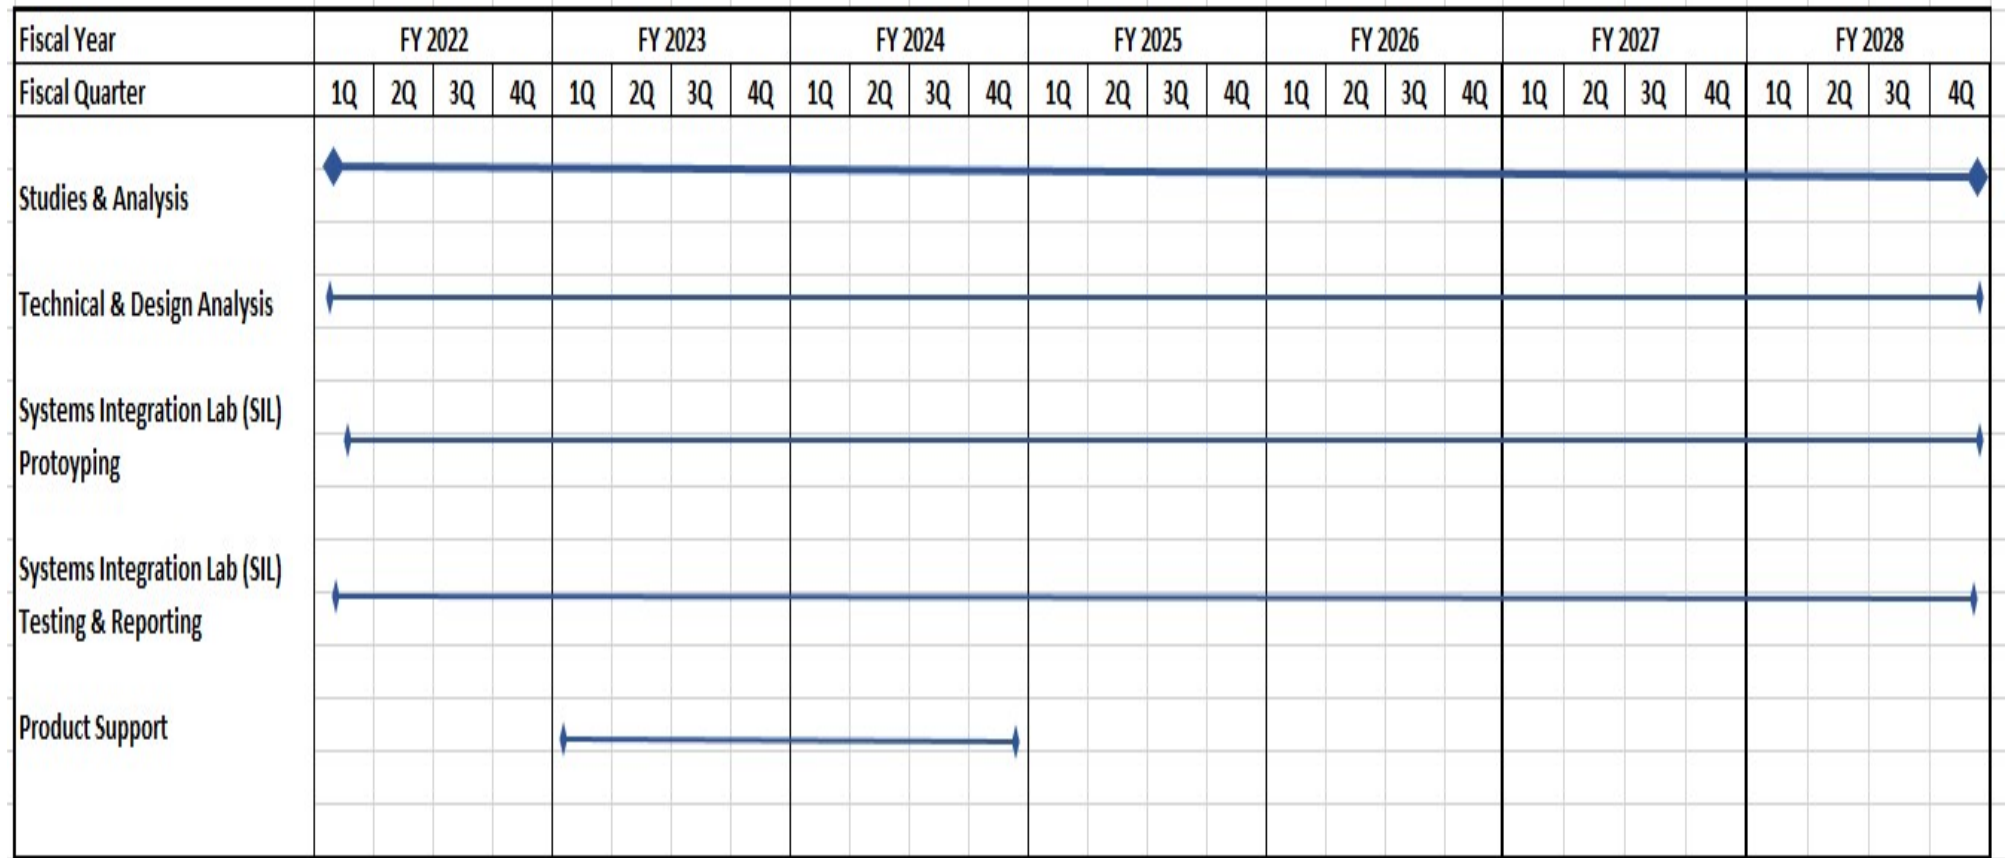 Fiscal Year FY 2022 FY 2023 FY 2024 FY 2025 FY 2026 FY 2027 FY 2028
Fiscal Quarter 1Q 2Q 3Q 4Q 1Q 2Q 3Q 4Q 1Q 2Q 3Q 4Q 1Q 2Q 3Q 4Q 1Q 2Q 3Q 4Q 1Q 2Q 3Q 4Q 1Q 2Q 3Q 4Q
Studies & Analysis
Technical & Design Analysis
Systems Integration Lab (SIL)
Protoyping
Systems Integration Lab (SIL)
Testing & Reporting
Product Support